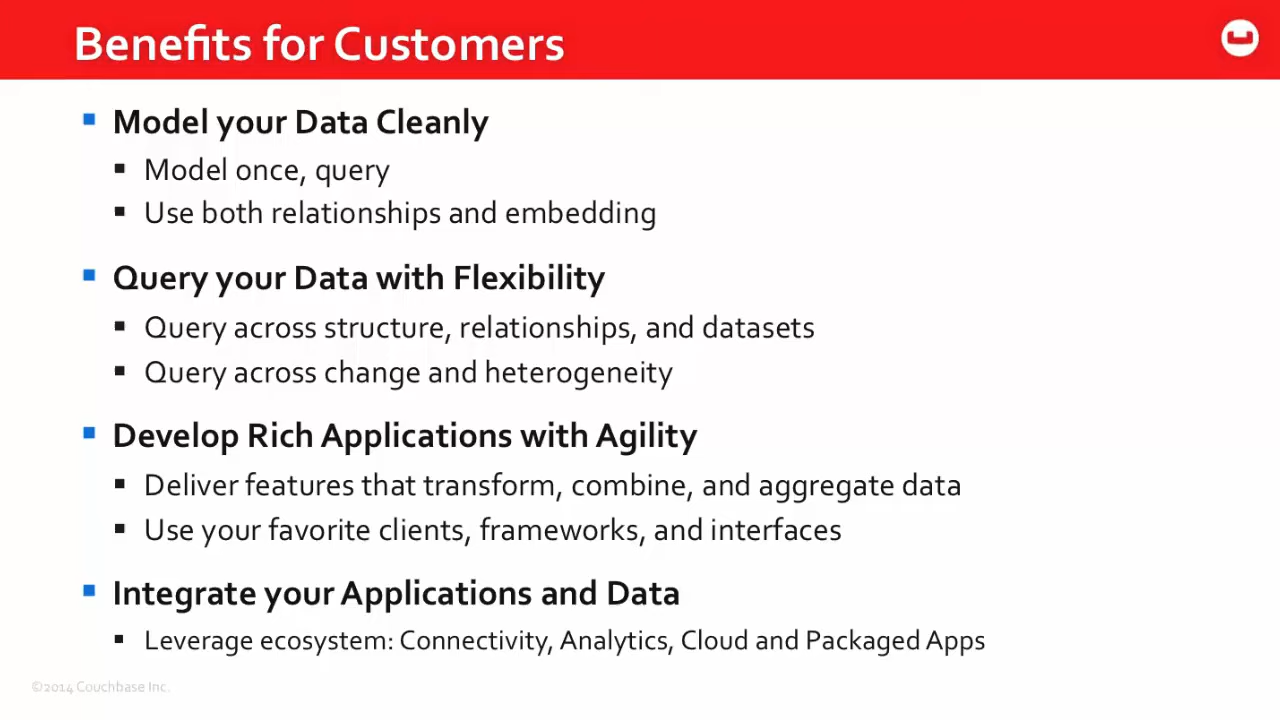 Benefits for Customers
Model your Data Cleanly
Model once, query
Use both relationships and embedding
Query your Data with Flexibility
Query across structure, relationships, and datasets
Query across change and heterogeneity
Develop Rich Applications with Agility
Deliver features that transform, combine, and aggregate data
Use your favorite clients, frameworks, and interfaces
Integrate your Applications and Data
Leverage ecosystem: Connectivity, Analytics, Cloud and Packaged Apps
©2014 Couchbase Inc.